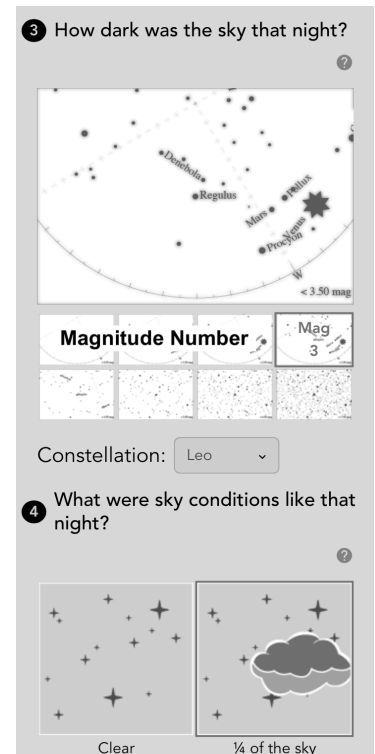 3 How dark was the sky that night?
?
Denebola
Regulus
Pollux
Mars
Venus
Procyon
W
< 3.50 mag
Magnitude Number
Mag
3
Constellation: Leo
4 What were sky conditions like that
night?
?
Clear
¼ of the sky